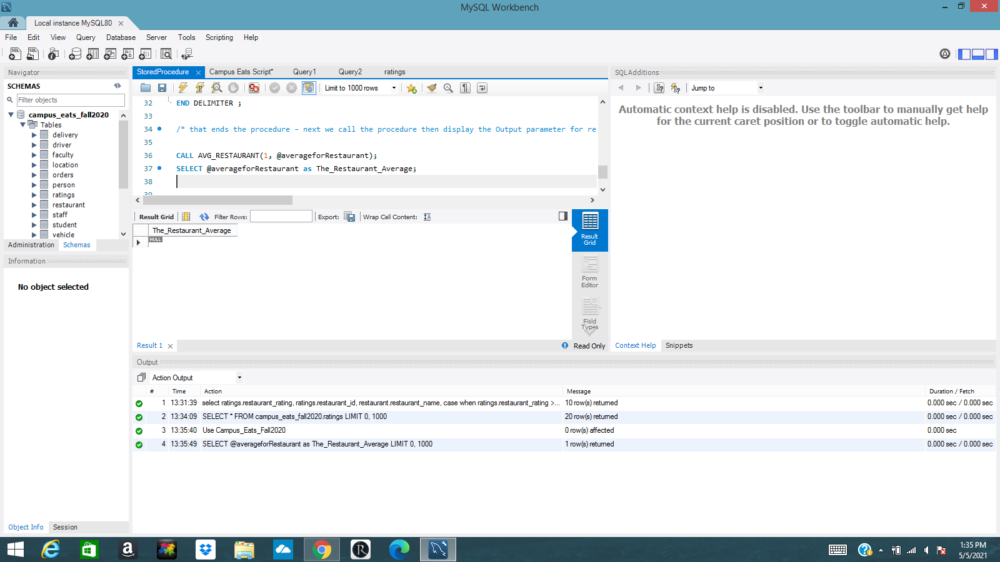 MySQL Workbench
Local instance MySQL80
File Edit View Query Database Server Tools Scripting Help
Navigator
SCHEMAS
Filter objects
campus_eats_fall2020
Tables
delivery
driver
faculty
location
orders
person
ratings
restaurant
staff
student
vehicle
Administration Schemas
Information
No object selected
Object Info Session
StoredProcedure Campus Eats Script* Query1 Query2 ratings
Limit to 1000 rows
32 END DELIMITER ;
33
34 /* that ends the procedure – next we call the procedure then display the Output parameter for re
35
36 CALL AVG_RESTAURANT(1, @averageforRestaurant);
37 SELECT @averageforRestaurant as The_Restaurant_Average;
38
39
Result Grid Filter Rows: Export: Wrap Cell Content:
The_Restaurant_Average
NULL
Result Grid
Form Editor
Field Types
Result 1 Read Only
SQLAdditions
Jump to
Automatic context help is disabled. Use the toolbar to manually get help
for the current caret position or to toggle automatic help.
Context Help Snippets
Output
Action Output
# Time Action Message Duration / Fetch
1 13:31:39 select ratings.restaurant_rating, ratings.restaurant_id, restaurant.restaurant_name, case when ratings.restaurant_rating >... 10 row(s) returned 0.000 sec / 0.000 sec
2 13:34:09 SELECT * FROM campus_eats_fall2020.ratings LIMIT 0, 1000 20 row(s) returned 0.000 sec / 0.000 sec
3 13:35:40 Use Campus_Eats_Fall2020 0 row(s) affected 0.000 sec
4 13:35:49 SELECT @averageforRestaurant as The_Restaurant_Average LIMIT 0, 1000 1 row(s) returned 0.000 sec / 0.000 sec
1:35 PM
5/5/2021